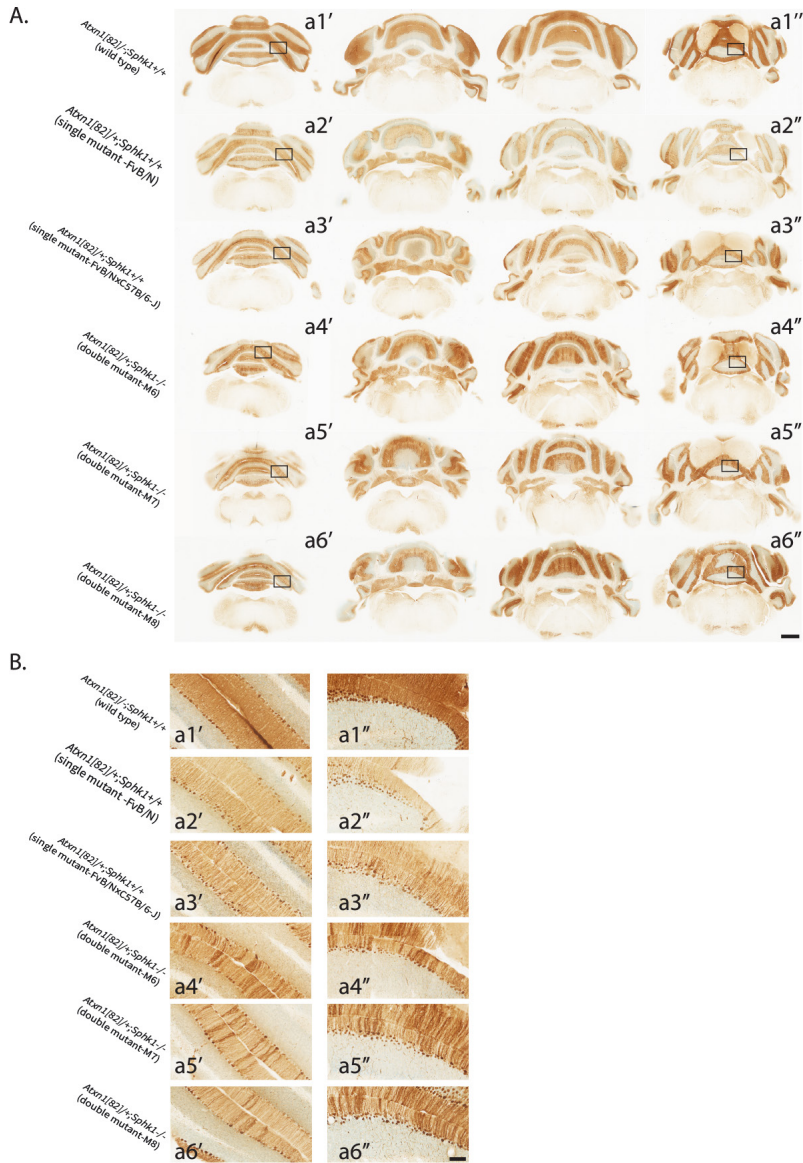 A.
Atxn1[82]/-;Sphk1+/+
(wild type)
a1′
a1″
Atxn1[82]/+;Sphk1+/+
(single mutant -FvB/N)
a2′
a2″
Atxn1[82]/+;Sphk1+/+
(single mutant-FvB/NxC57B/6-J)
a3′
a3″
Atxn1[82]/+;Sphk1-/-
(double mutant-M6)
a4′
a4″
Atxn1[82]/+;Sphk1-/-
(double mutant-M7)
a5′
a5″
Atxn1[82]/+;Sphk1-/-
(double mutant-M8)
a6′
a6″
B.
Atxn1[82]/-;Sphk1+/+
(wild type)
a1′
a1″
Atxn1[82]/+;Sphk1+/+
(single mutant -FvB/N)
a2′
a2″
Atxn1[82]/+;Sphk1+/+
(single mutant-FvB/NxC57B/6-J)
a3′
a3″
Atxn1[82]/+;Sphk1-/-
(double mutant-M6)
a4′
a4″
Atxn1[82]/+;Sphk1-/-
(double mutant-M7)
a5′
a5″
Atxn1[82]/+;Sphk1-/-
(double mutant-M8)
a6′
a6″